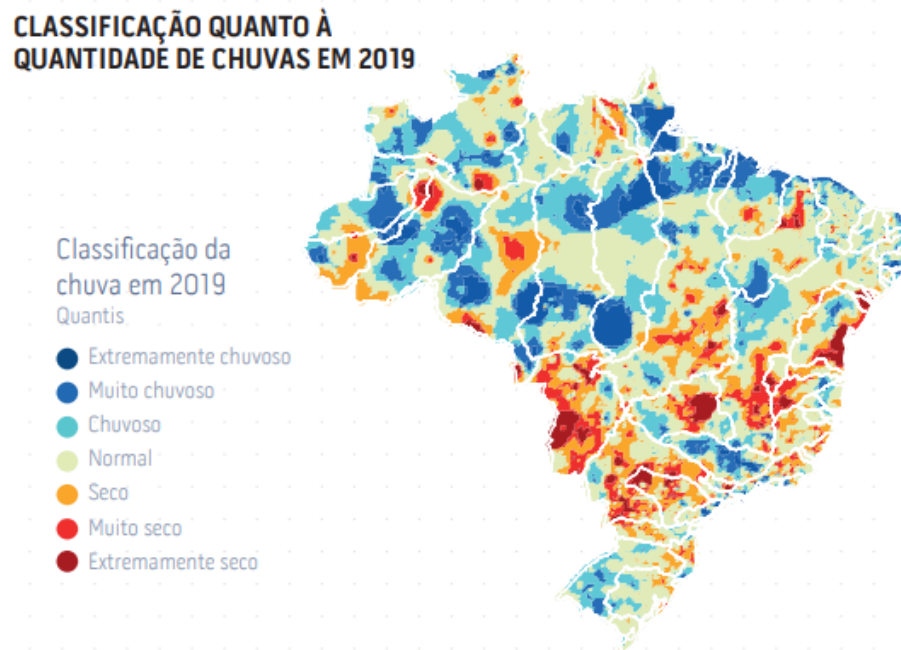 CLASSIFICAÇÃO QUANTO À
QUANTIDADE DE CHUVAS EM 2019
Classificação da
chuva em 2019
Quantis
Extremamente chuvoso
Muito chuvoso
Chuvoso
Normal
Seco
Muito seco
Extremamente seco